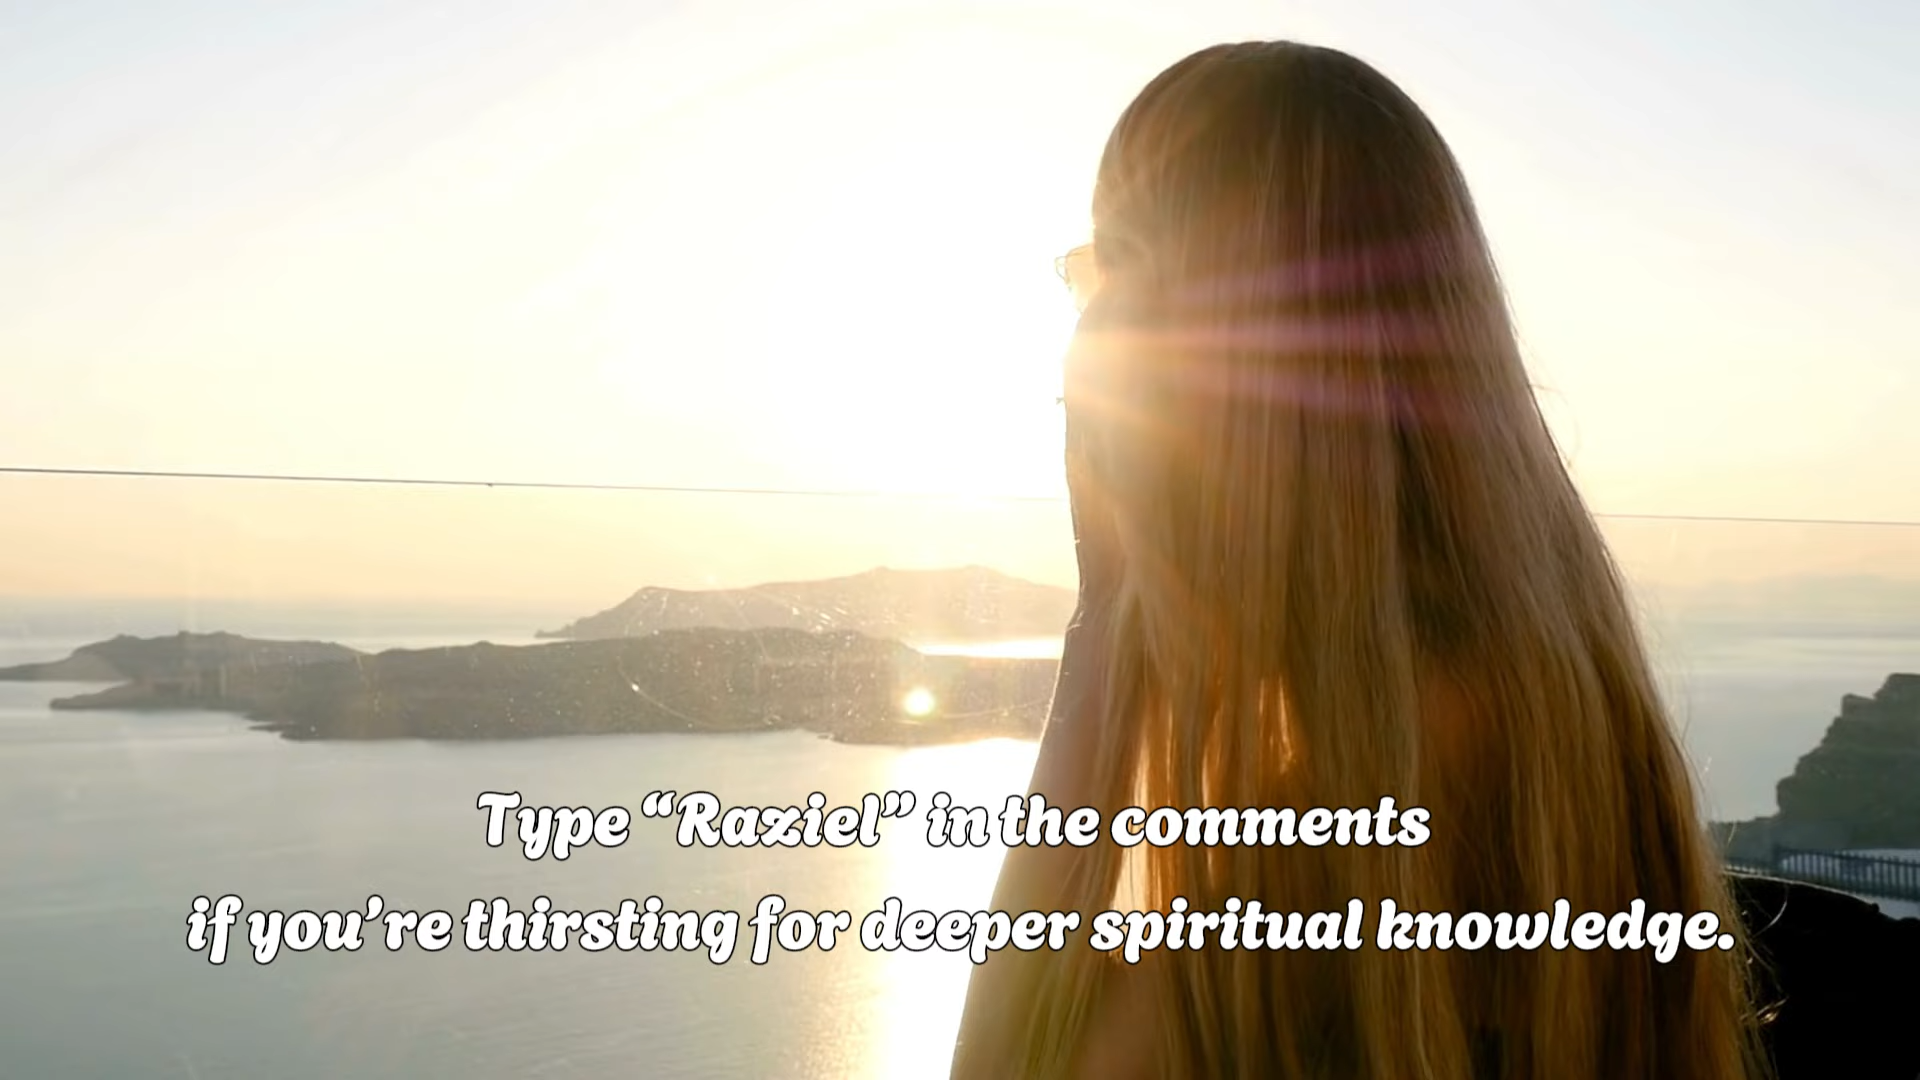 Type “Raziel” in the comments
if you’re thirsting for deeper spiritual knowledge.